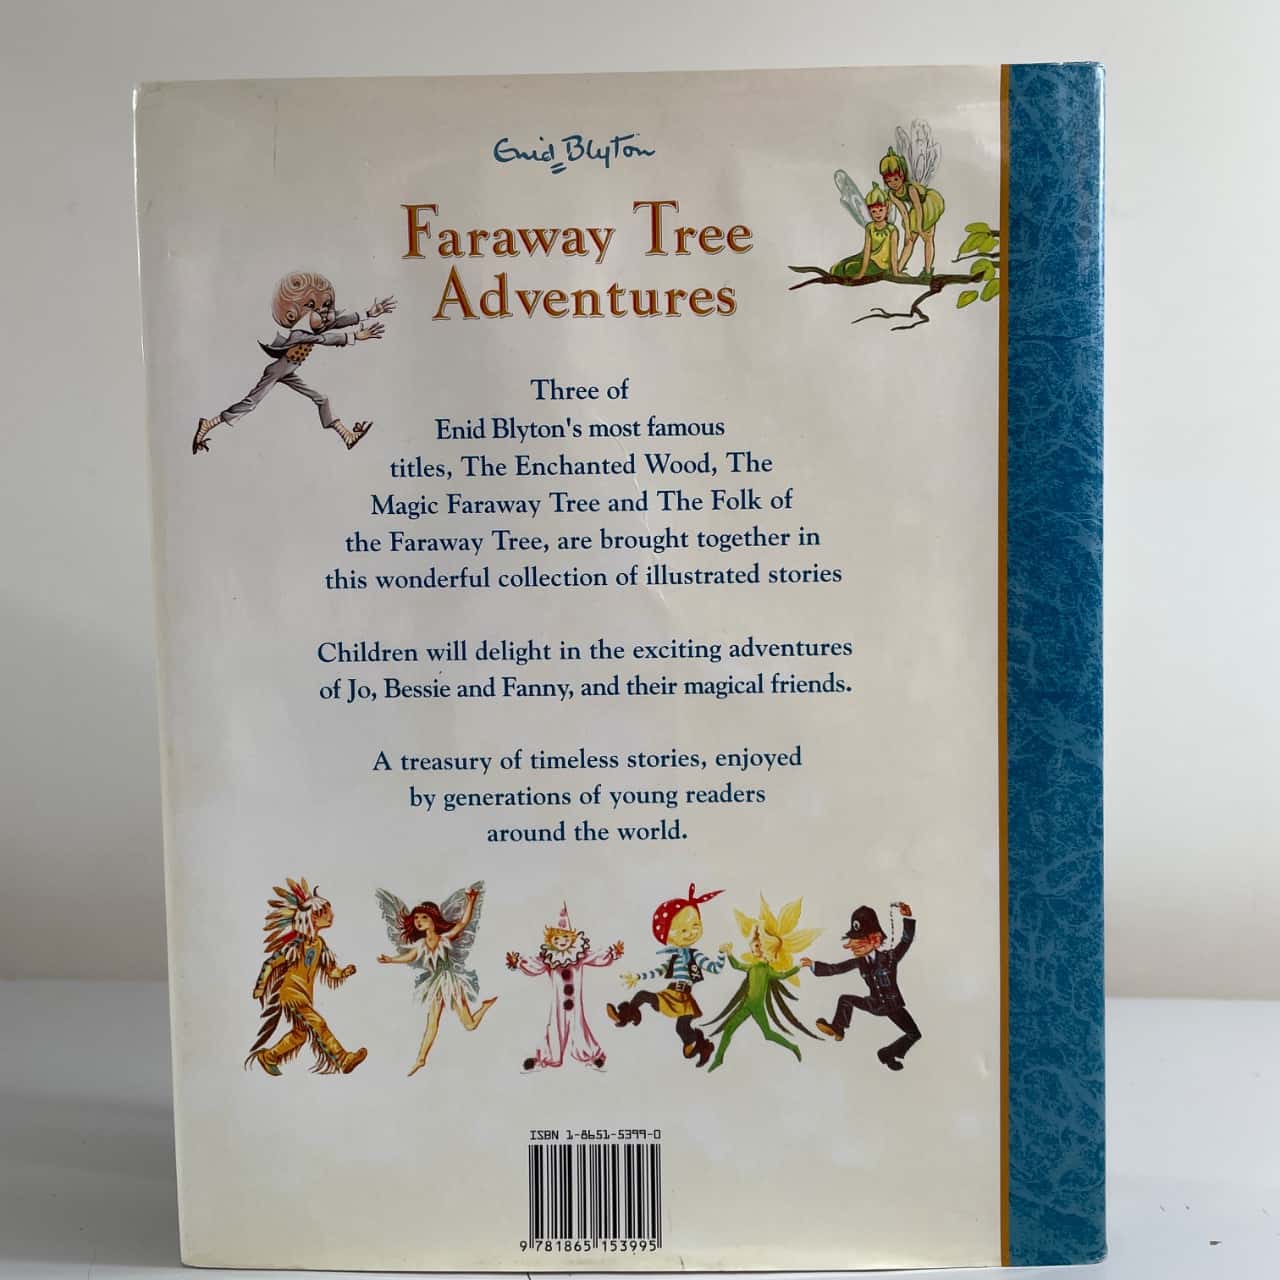 Enid Blyton
Faraway Tree
Adventures
Three of
Enid Blyton's most famous
titles, The Enchanted Wood, The
Magic Faraway Tree and The Folk of
the Faraway Tree, are brought together in
this wonderful collection of illustrated stories
Children will delight in the exciting adventures
of Jo, Bessie and Fanny, and their magical friends.
A treasury of timeless stories, enjoyed
by generations of young readers
around the world.
ISBN 1-8651-5399-0
9 781865 153995